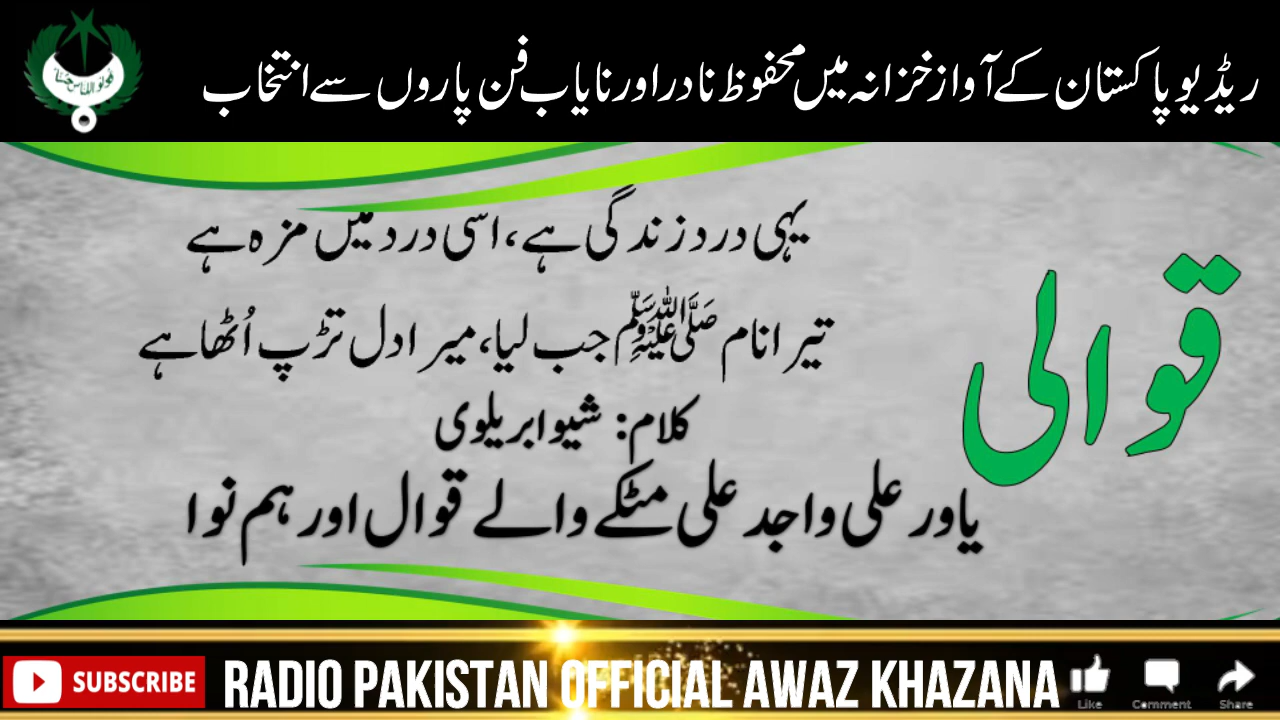 ریڈیو پاکستان کے آواز خزانہ میں محفوظ نادر اور نایاب فن پاروں سے انتخاب
یہی درد زندگی ہے، اسی درد میں مزہ ہے
تیرا نام ﷺ جب لیا، میرا دل تڑپ اُٹھا ہے
قوالی
کلام: شیوا بریلوی
یاور علی واجد علی مٹکے والے قوال اور ہم نوا
SUBSCRIBE RADIO PAKISTAN OFFICIAL AWAZ KHAZANA
Like Comment Share